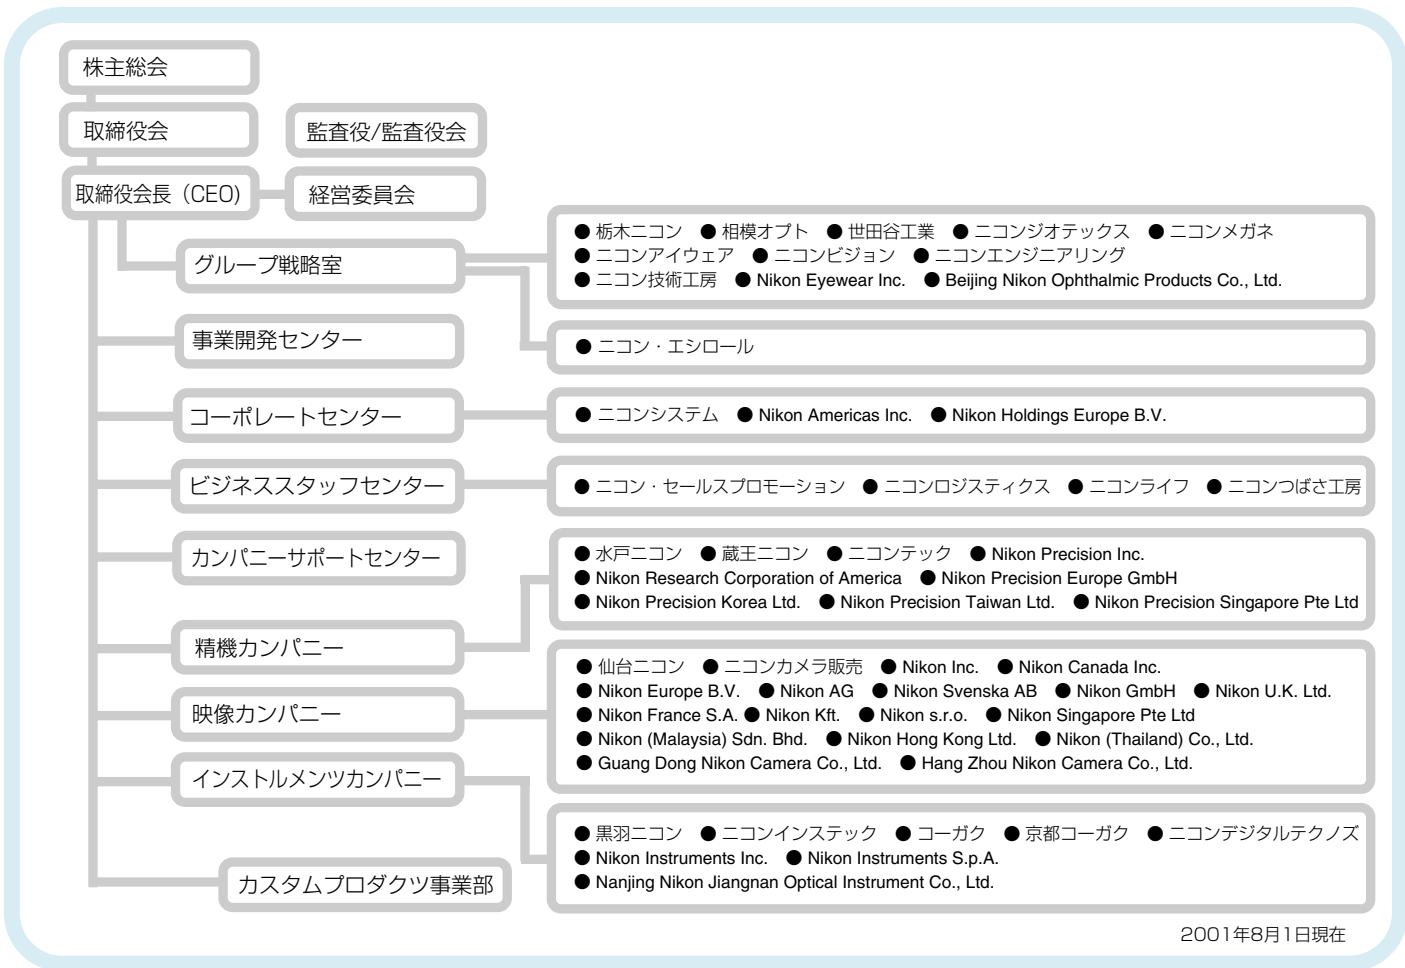 株主総会
取締役会
監査役/監査役会
取締役会長（CEO)
経営委員会
グループ戦略室
● 栃木ニコン ● 相模オプト ● 世田谷工業 ● ニコンジオテックス ● ニコンメガネ
● ニコンアイウェア ● ニコンビジョン ● ニコンエンジニアリング
● ニコン技術工房 ● Nikon Eyewear Inc. ● Beijing Nikon Ophthalmic Products Co., Ltd.
事業開発センター
● ニコン・エシロール
コーポレートセンター
● ニコンシステム ● Nikon Americas Inc. ● Nikon Holdings Europe B.V.
ビジネススタッフセンター
● ニコン・セールスプロモーション ● ニコンロジスティクス ● ニコンライフ ● ニコンつばさ工房
カンパニーサポートセンター
● 水戸ニコン ● 蔵王ニコン ● ニコンテック ● Nikon Precision Inc.
● Nikon Research Corporation of America ● Nikon Precision Europe GmbH
● Nikon Precision Korea Ltd. ● Nikon Precision Taiwan Ltd. ● Nikon Precision Singapore Pte Ltd
精機カンパニー
● 仙台ニコン ● ニコンカメラ販売 ● Nikon Inc. ● Nikon Canada Inc.
● Nikon Europe B.V. ● Nikon AG ● Nikon Svenska AB ● Nikon GmbH ● Nikon U.K. Ltd.
● Nikon France S.A. ● Nikon Kft. ● Nikon s.r.o. ● Nikon Singapore Pte Ltd
● Nikon (Malaysia) Sdn. Bhd. ● Nikon Hong Kong Ltd. ● Nikon (Thailand) Co., Ltd.
● Guang Dong Nikon Camera Co., Ltd. ● Hang Zhou Nikon Camera Co., Ltd.
映像カンパニー
インストルメンツカンパニー
● 黒羽ニコン ● ニコンインステック ● コーガク ● 京都コーガク ● ニコンデジタルテクノズ
● Nikon Instruments Inc. ● Nikon Instruments S.p.A.
● Nanjing Nikon Jiangnan Optical Instrument Co., Ltd.
カスタムプロダクツ事業部
2001年8月1日現在